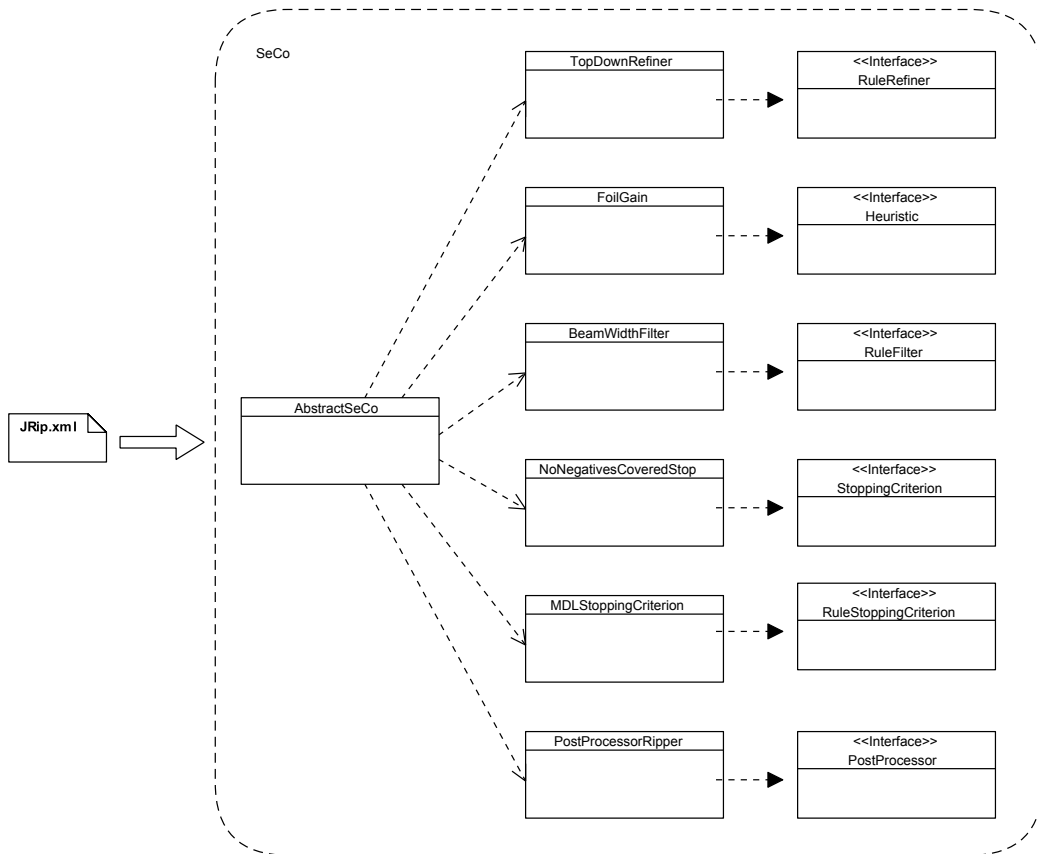 SeCo
TopDownRefiner
<<Interface>>
RuleRefiner
FoilGain
<<Interface>>
Heuristic
BeamWidthFilter
<<Interface>>
RuleFilter
JRip.xml
AbstractSeCo
NoNegativesCoveredStop
<<Interface>>
StoppingCriterion
MDLStoppingCriterion
<<Interface>>
RuleStoppingCriterion
PostProcessorRipper
<<Interface>>
PostProcessor